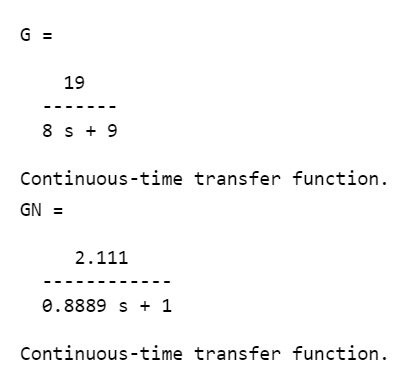 G =
19
-------
8 s + 9
Continuous-time transfer function.
GN =
2.111
------------
0.8889 s + 1
Continuous-time transfer function.